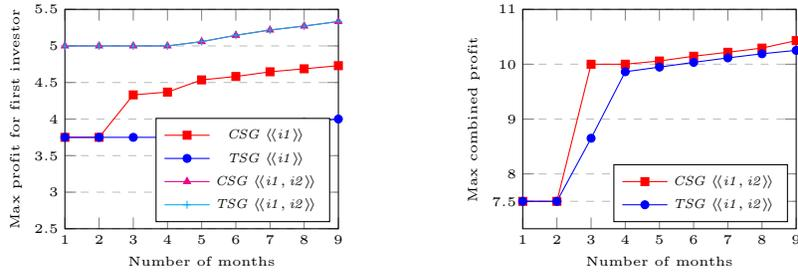 Max profit for first investor
5.5
5
4.5
4
3.5
3
2.5
1 2 3 4 5 6 7 8 9
Number of months
CSG ⟨⟨i1⟩⟩
TSG ⟨⟨i1⟩⟩
CSG ⟨⟨i1, i2⟩⟩
TSG ⟨⟨i1, i2⟩⟩
Max combined profit
11
10
9
8
7.5
1 2 3 4 5 6 7 8 9
Number of months
CSG ⟨⟨i1, i2⟩⟩
TSG ⟨⟨i1, i2⟩⟩